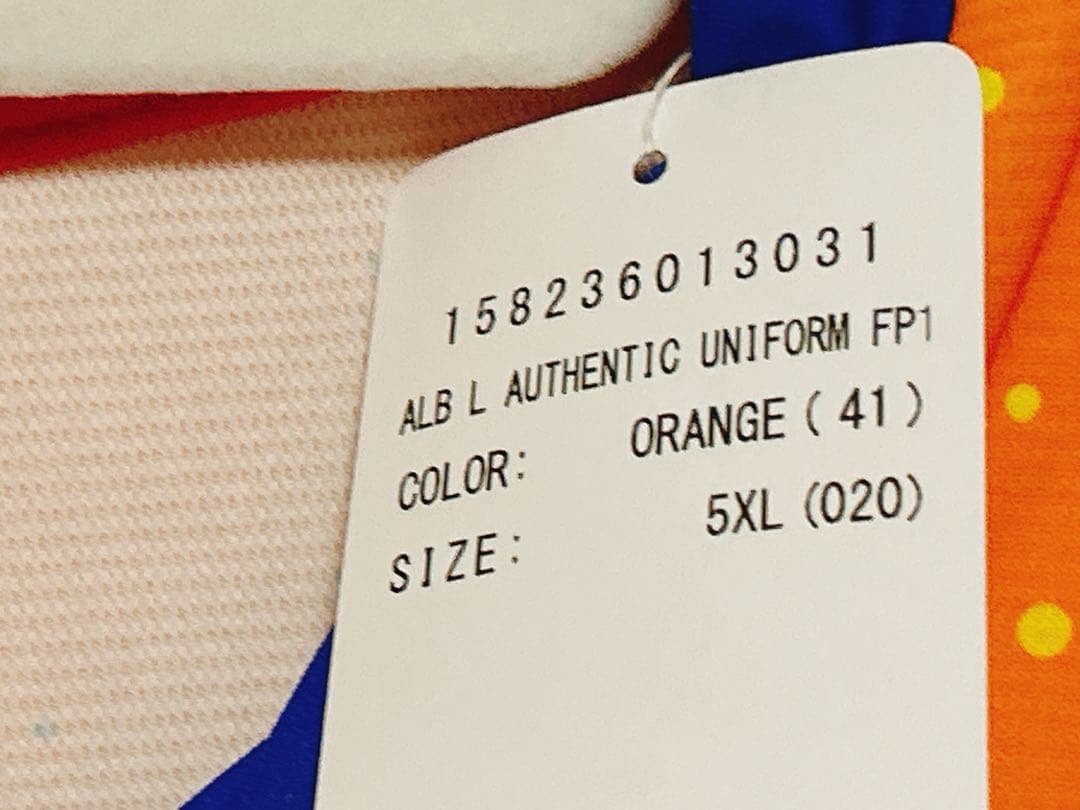 158236013031
ALB L AUTHENTIC UNIFORM FP1
COLOR: ORANGE(41)
SIZE: 5XL(020)